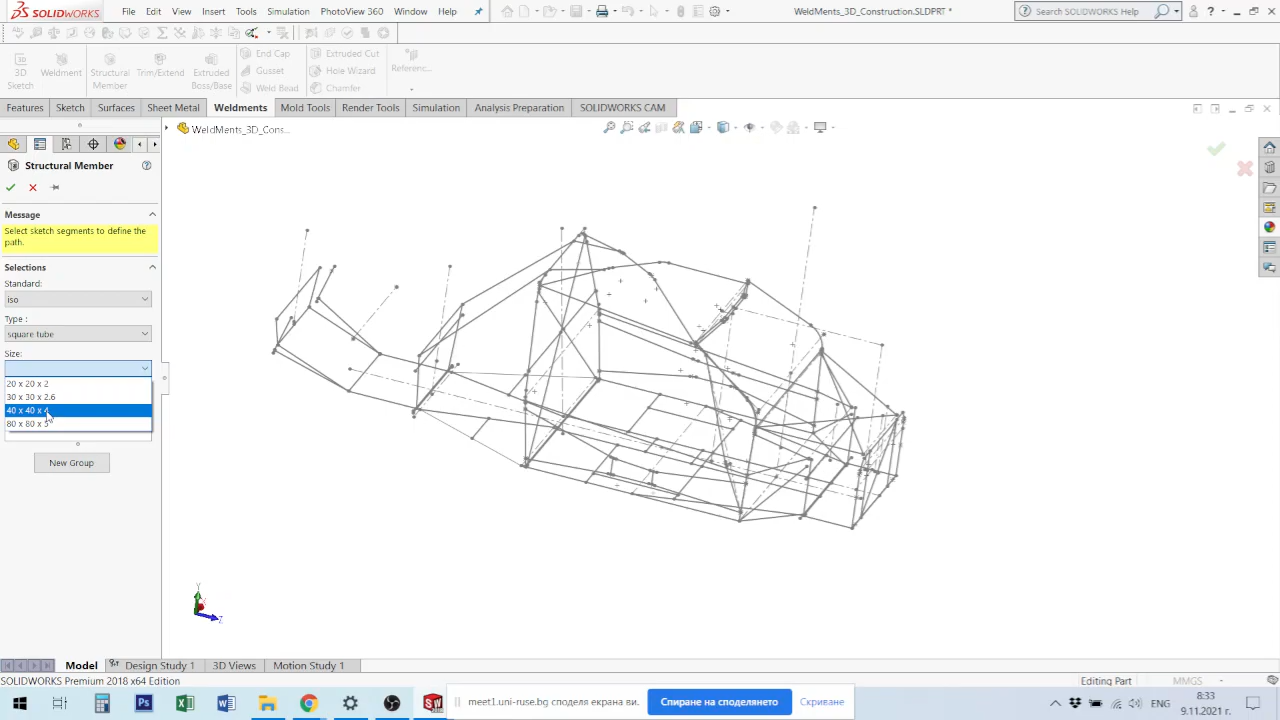 SOLIDWORKS
File Edit View Insert Tools Simulation PhotoView 360 Window Help
WeldMents_3D_Construction.SLDPRT *
Search SOLIDWORKS Help
3D Sketch
Weldment
Structural Member
Trim/Extend
Extruded Boss/Base
End Cap
Gusset
Weld Bead
Extruded Cut
Hole Wizard
Chamfer
Referenc...
Features Sketch Surfaces Sheet Metal Weldments Mold Tools Render Tools Simulation Analysis Preparation SOLIDWORKS CAM
WeldMents_3D_Cons...
Structural Member
Message
Select sketch segments to define the
path.
Selections
Standard:
iso
Type :
square tube
Size:
20 x 20 x 2
30 x 30 x 2.6
40 x 40 x 4
80 x 80 x 5
New Group
Y
Z
Model Design Study 1 3D Views Motion Study 1
SOLIDWORKS Premium 2018 x64 Edition
Editing Part
MMGS
meet1.uni-ruse.bg споделя екрана ви.
Спиране на споделянето
Скриване
8:33
9.11.2021 г.